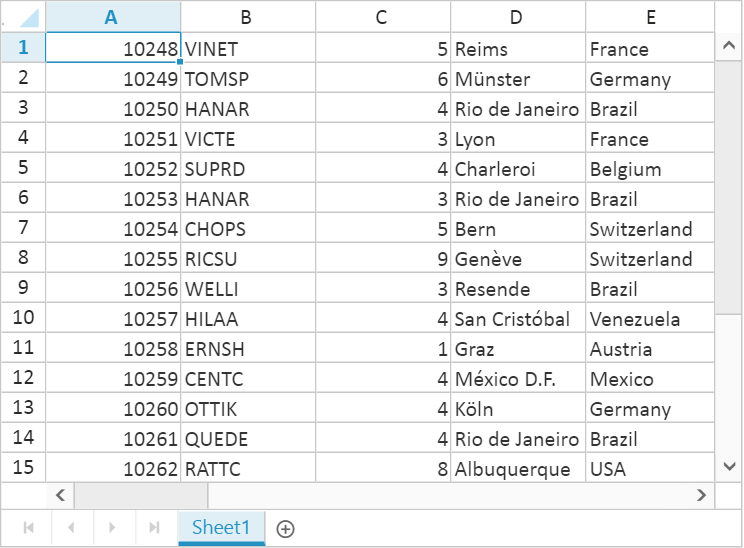 A B C D E
1 10248 VINET 5 Reims France
2 10249 TOMSP 6 Münster Germany
3 10250 HANAR 4 Rio de Janeiro Brazil
4 10251 VICTE 3 Lyon France
5 10252 SUPRD 4 Charleroi Belgium
6 10253 HANAR 3 Rio de Janeiro Brazil
7 10254 CHOPS 5 Bern Switzerland
8 10255 RICSU 9 Genève Switzerland
9 10256 WELLI 3 Resende Brazil
10 10257 HILAA 4 San Cristóbal Venezuela
11 10258 ERNSH 1 Graz Austria
12 10259 CENTC 4 México D.F. Mexico
13 10260 OTTIK 4 Köln Germany
14 10261 QUEDE 4 Rio de Janeiro Brazil
15 10262 RATTC 8 Albuquerque USA
Sheet1